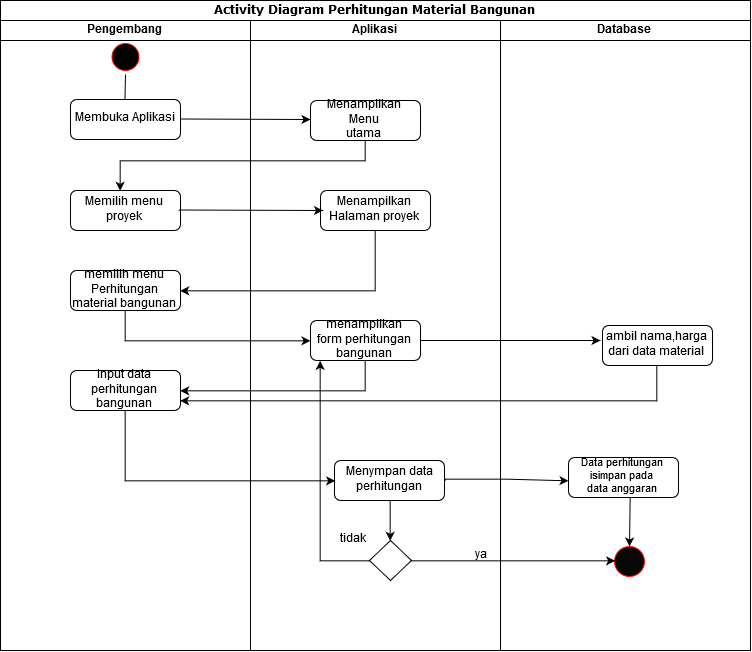 Activity Diagram Perhitungan Material Bangunan
Pengembang
Aplikasi
Database
Membuka Aplikasi
Menampilkan
Menu
utama
Memilih menu
proyek
Menampilkan
Halaman proyek
memilih menu
Perhitungan
material bangunan
menampilkan
form perhitungan
bangunan
ambil nama,harga
dari data material
Input data
perhitungan
bangunan
Menympan data
perhitungan
Data perhitungan
isimpan pada
data anggaran
tidak
ya